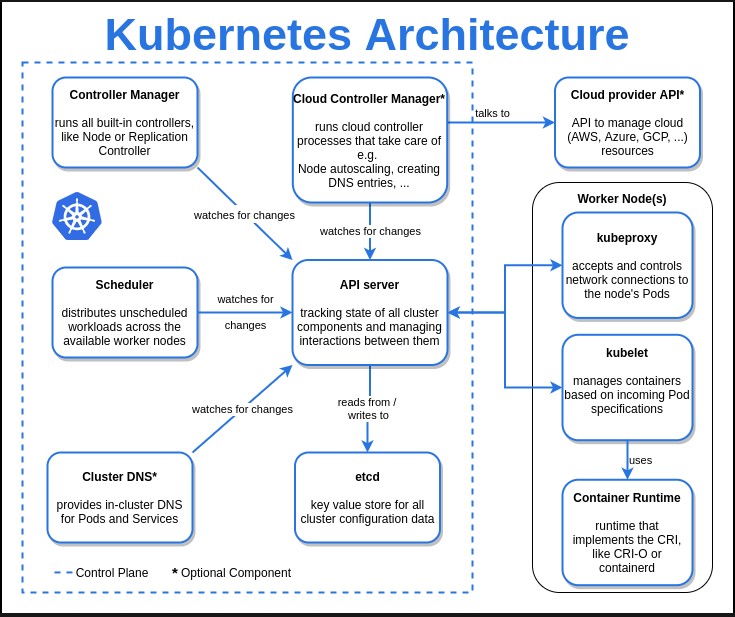 Kubernetes Architecture
Controller Manager
runs all built-in controllers,
like Node or Replication
Controller
Cloud Controller Manager*
runs cloud controller
processes that take care of
e.g.
Node autoscaling, creating
DNS entries, ...
talks to
Cloud provider API*
API to manage cloud
(AWS, Azure, GCP, ...)
resources
watches for changes
watches for changes
Scheduler
distributes unscheduled
workloads across the
available worker nodes
watches for
changes
API server
tracking state of all cluster
components and managing
interactions between them
Worker Node(s)
kubeproxy
accepts and controls
network connections to
the node's Pods
kubelet
manages containers
based on incoming Pod
specifications
uses
Container Runtime
runtime that
implements the CRI,
like CRI-O or
containerd
watches for changes
reads from /
writes to
Cluster DNS*
provides in-cluster DNS
for Pods and Services
etcd
key value store for all
cluster configuration data
Control Plane
* Optional Component